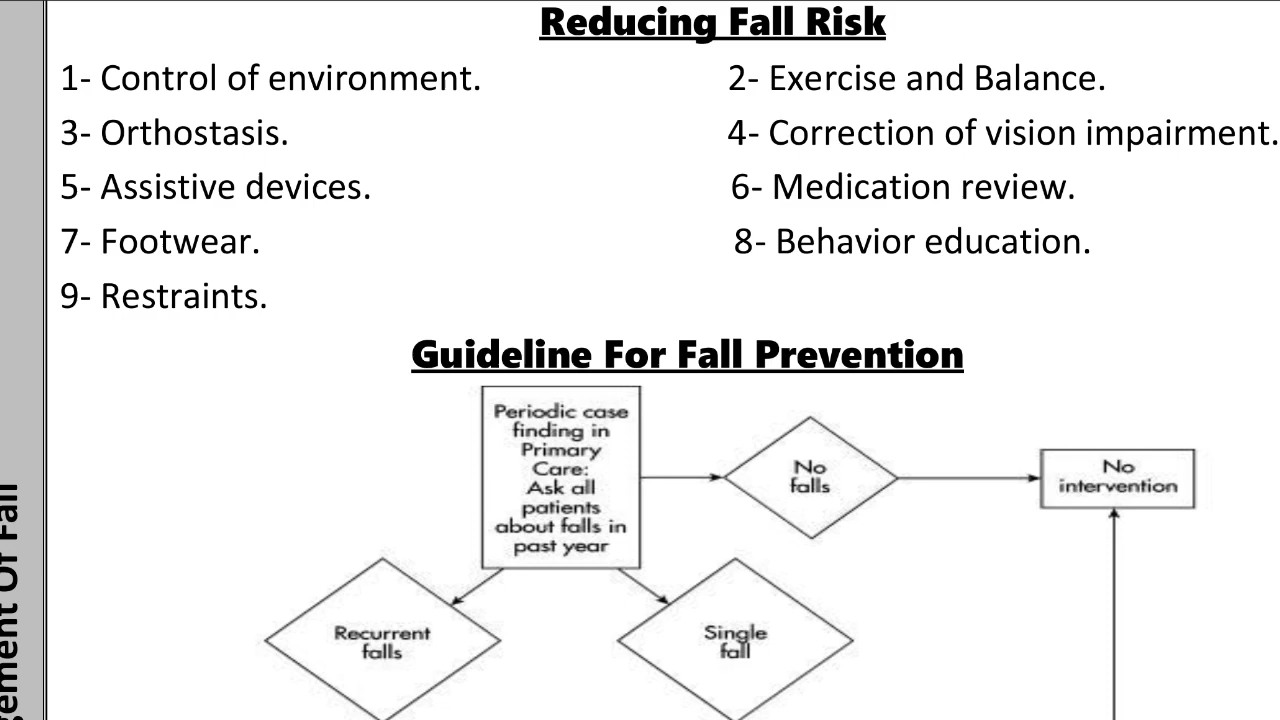 Reducing Fall Risk
1- Control of environment. 2- Exercise and Balance.
3- Orthostasis. 4- Correction of vision impairment.
5- Assistive devices. 6- Medication review.
7- Footwear. 8- Behavior education.
9- Restraints.
Guideline For Fall Prevention
Periodic case
finding in
Primary
Care:
Ask all
patients
about falls in
past year
No
falls
No
intervention
Recurrent
falls
Single
fall
Of Fall